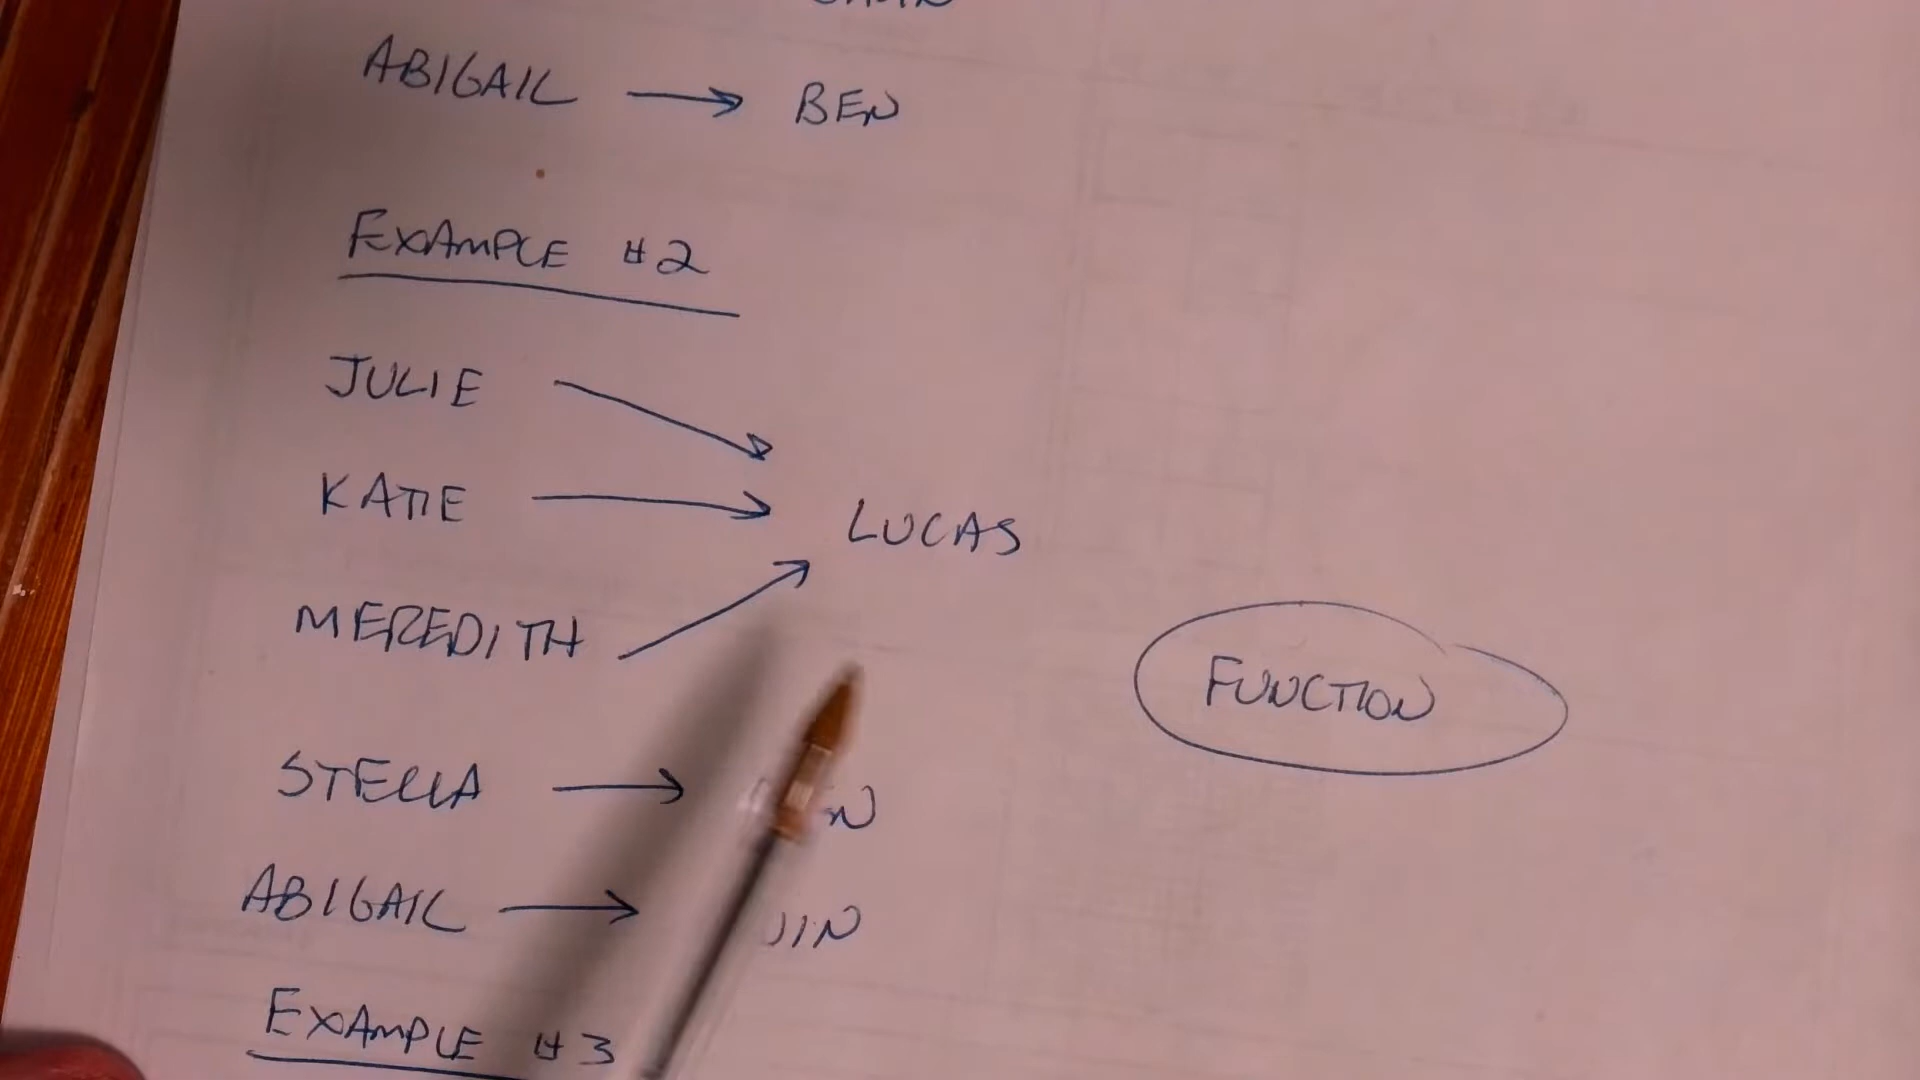 ABIGAIL → BEN
EXAMPLE #2
JULIE →
KATIE → LUCAS
MEREDITH →
FUNCTION
STELLA →
ABIGAIL →
EXAMPLE #3